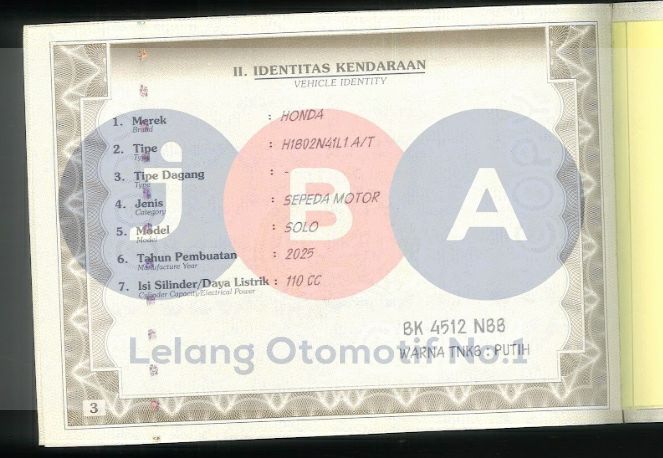 II. IDENTITAS KENDARAAN
VEHICLE IDENTITY
1. Merek : HONDA
Brand
2. Tipe : H1B02N41L1 A/T
Type
3. Tipe Dagang : -
Type
4. Jenis : SEPEDA MOTOR
Category
5. Model : SOLO
Model
6. Tahun Pembuatan : 2025
Manufacture Year
7. Isi Silinder/Daya Listrik : 110 CC
Cylinder Capacity/Electrical Power
j B A
BK 4512 NBB
WARNA TNKB : PUTIH
Lelang Otomotif No.1
3